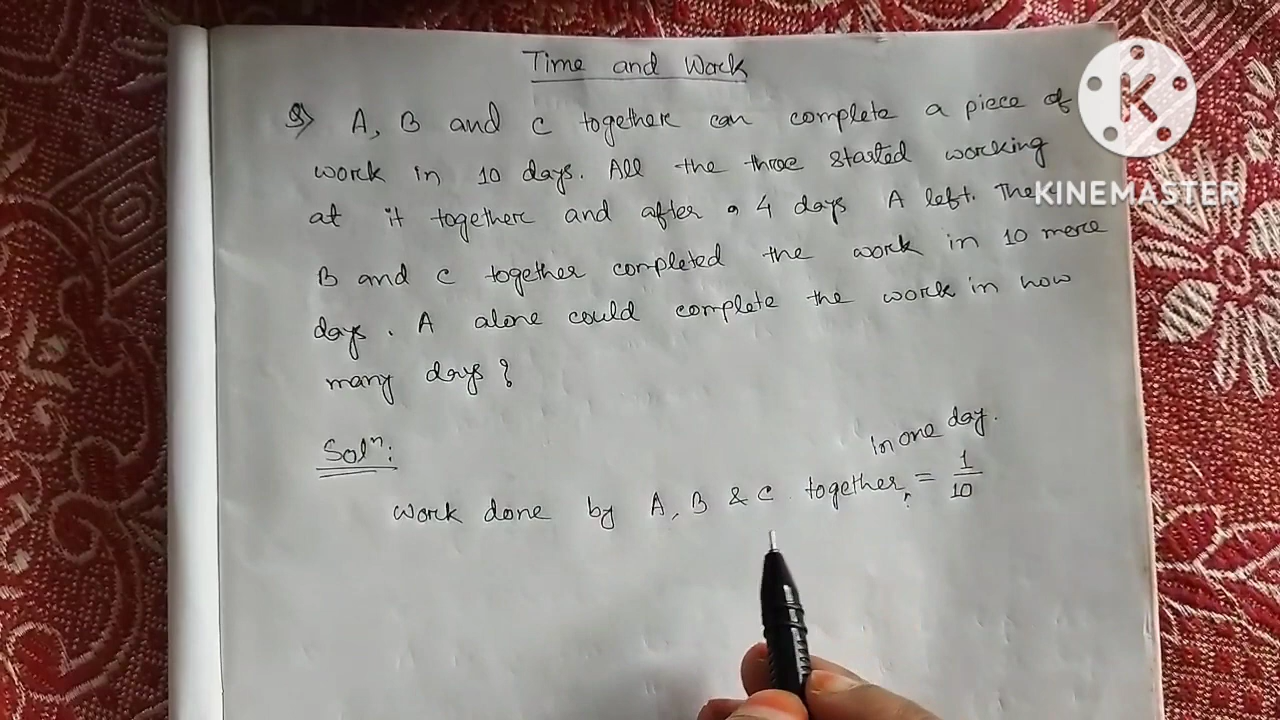 Time and Work
Q) A, B and C together can complete a piece of
work in 10 days. All the three started working
at it together and after 4 days A left. Then
B and C together completed the work in 10 more
days. A alone could complete the work in how
many days?
Solⁿ:
in one day.
Work done by A, B & C together, = 1/10
K
KINEMASTER